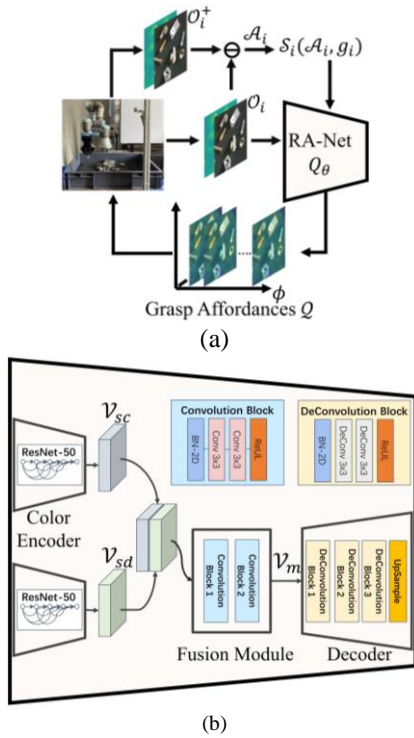 𝒪ᵢ⁺
𝒜ᵢ
𝒮ᵢ(𝒜ᵢ, gᵢ)
⊖
𝒪ᵢ
RA-Net
Q_θ
......
ϕ
Grasp Affordances 𝒬
(a)
𝒱_sc
Convolution Block
BN-2D
Conv 3x3
Conv 3x3
ReUL
DeConvolution Block
BN-2D
DeConv 3x3
DeConv 3x3
ReUL
ResNet-50
Color
Encoder
𝒱_sd
ResNet-50
Convolution
Block 1
Convolution
Block 2
Fusion Module
𝒱_m
DeConvolution
Block 1
DeConvolution
Block 2
DeConvolution
Block 3
UpSample
Decoder
(b)